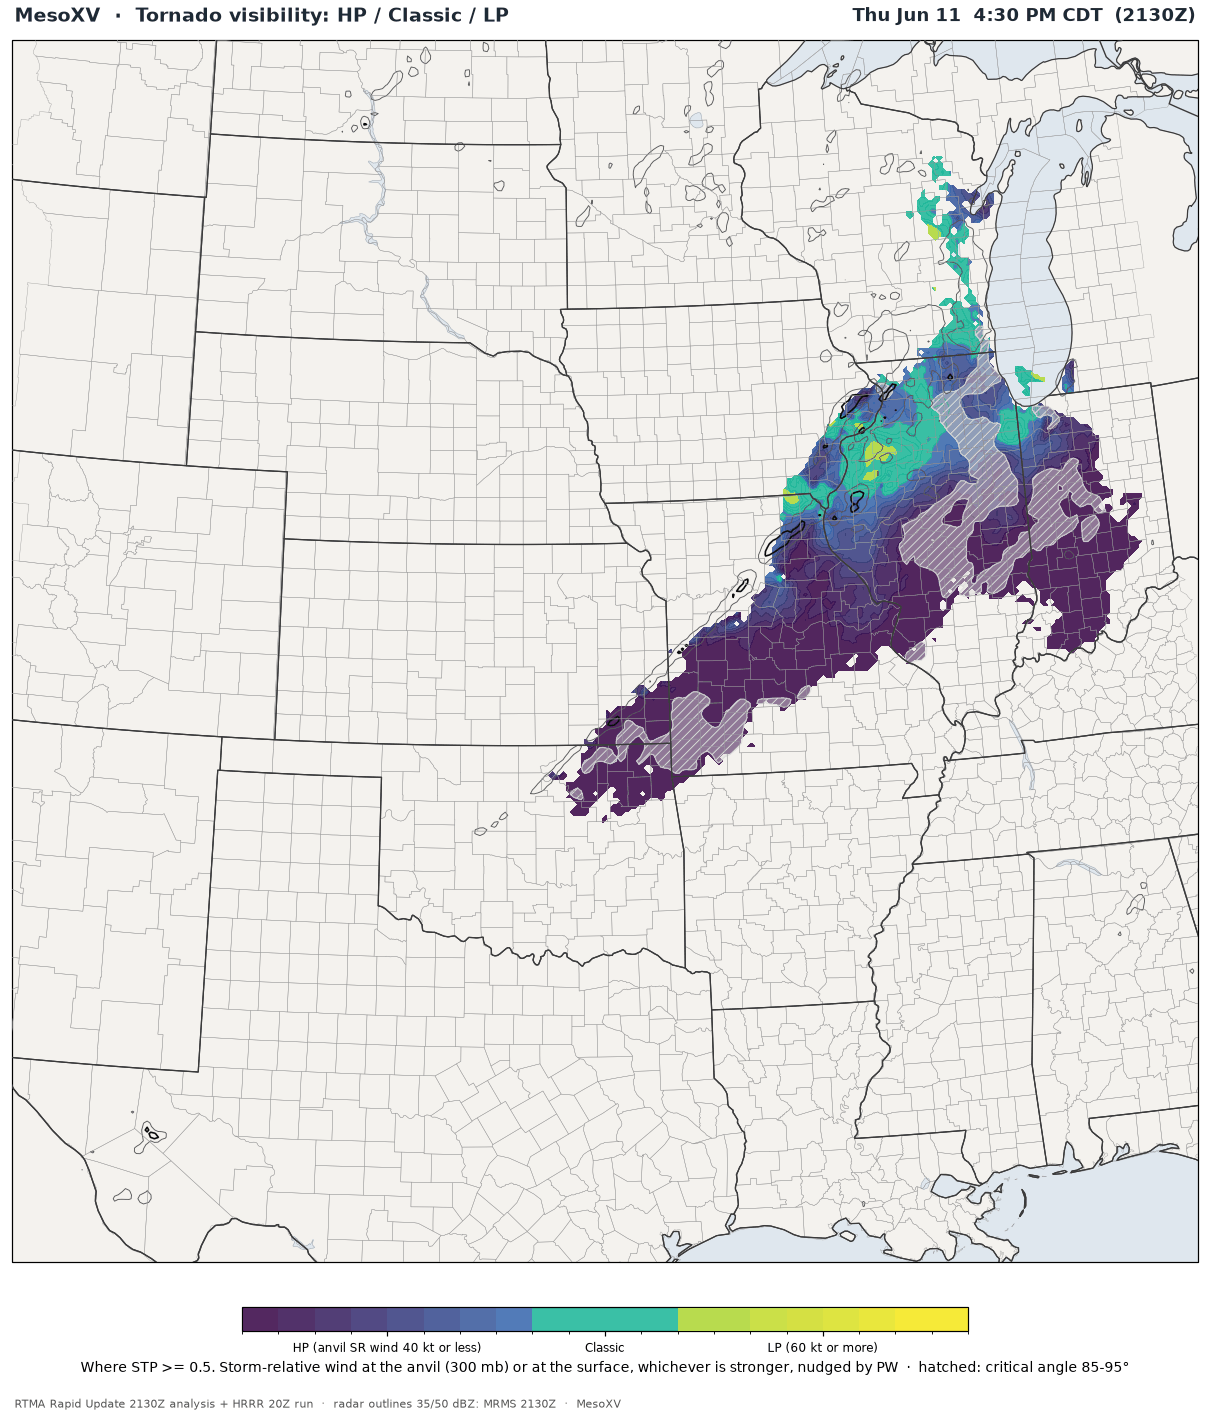 MesoXV · Tornado visibility: HP / Classic / LP
Thu Jun 11 4:30 PM CDT (2130Z)
HP (anvil SR wind 40 kt or less)
Classic
LP (60 kt or more)
Where STP >= 0.5. Storm-relative wind at the anvil (300 mb) or at the surface, whichever is stronger, nudged by PW · hatched: critical angle 85-95°
RTMA Rapid Update 2130Z analysis + HRRR 20Z run · radar outlines 35/50 dBZ: MRMS 2130Z · MesoXV